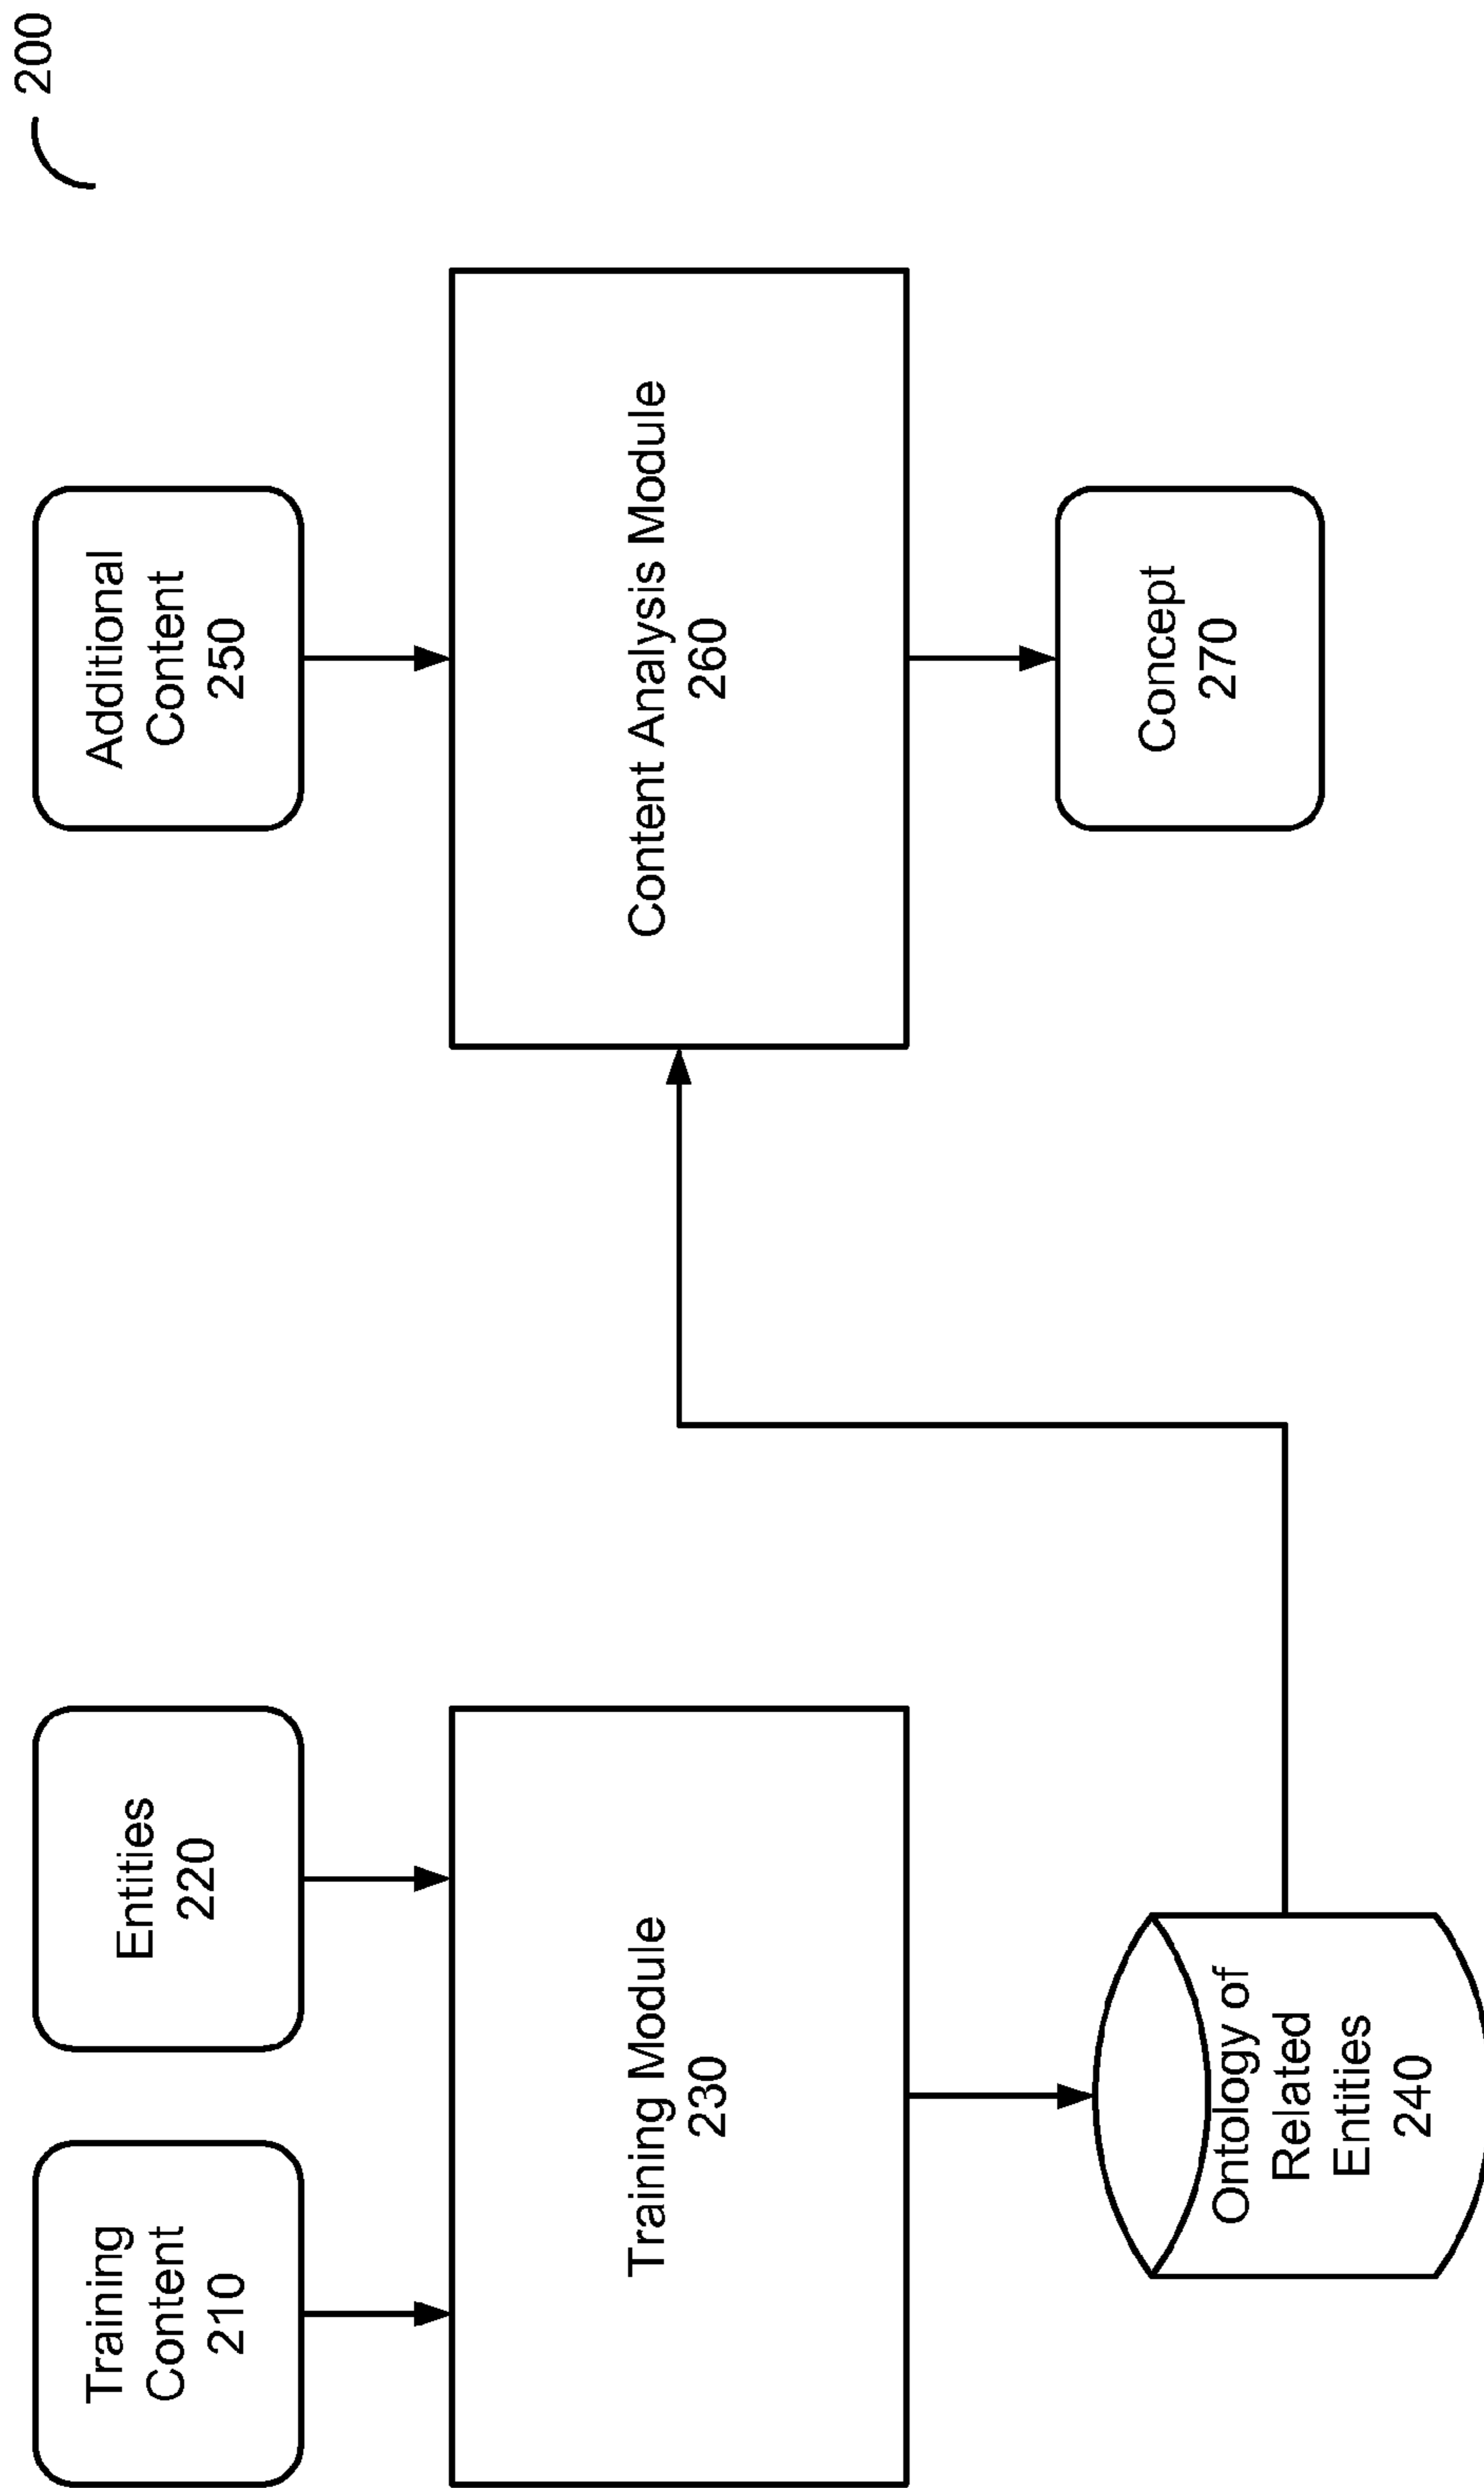 200
Training
Content
210
Entities
220
Additional
Content
250
Training Module
230
Content Analysis Module
260
Ontology of
Related
Entities
240
Concept
270